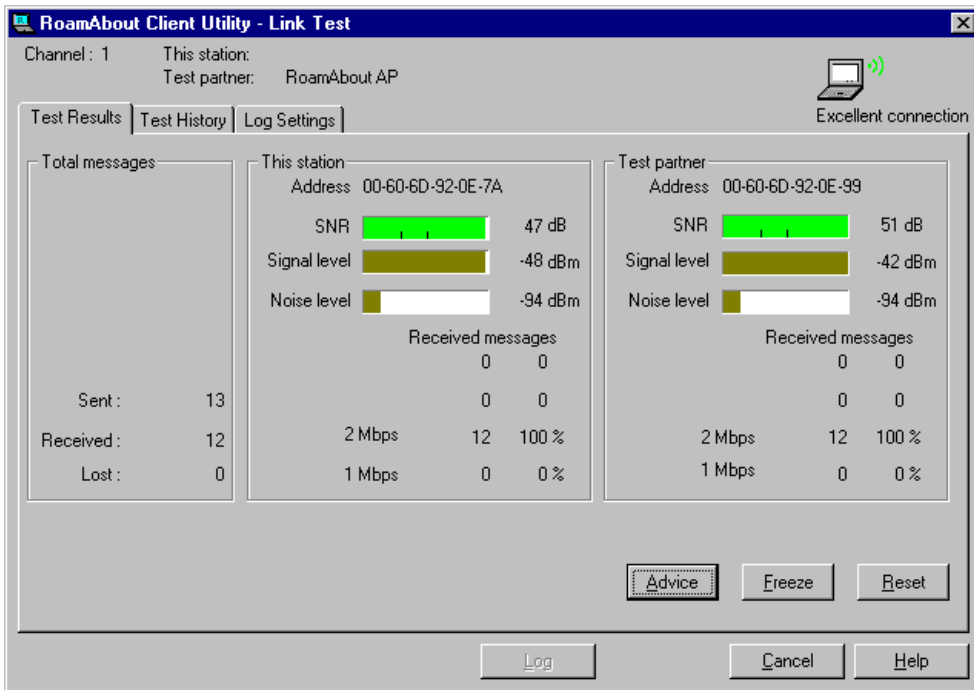 RoamAbout Client Utility - Link Test
Channel : 1 This station:
Test partner: RoamAbout AP
Excellent connection
Test Results Test History Log Settings
Total messages
Sent : 13
Received : 12
Lost : 0
This station
Address 00-60-6D-92-0E-7A
SNR 47 dB
Signal level -48 dBm
Noise level -94 dBm
Received messages
0 0
0 0
2 Mbps 12 100 %
1 Mbps 0 0 %
Test partner
Address 00-60-6D-92-0E-99
SNR 51 dB
Signal level -42 dBm
Noise level -94 dBm
Received messages
0 0
0 0
2 Mbps 12 100 %
1 Mbps 0 0 %
Advice Freeze Reset
Log Cancel Help